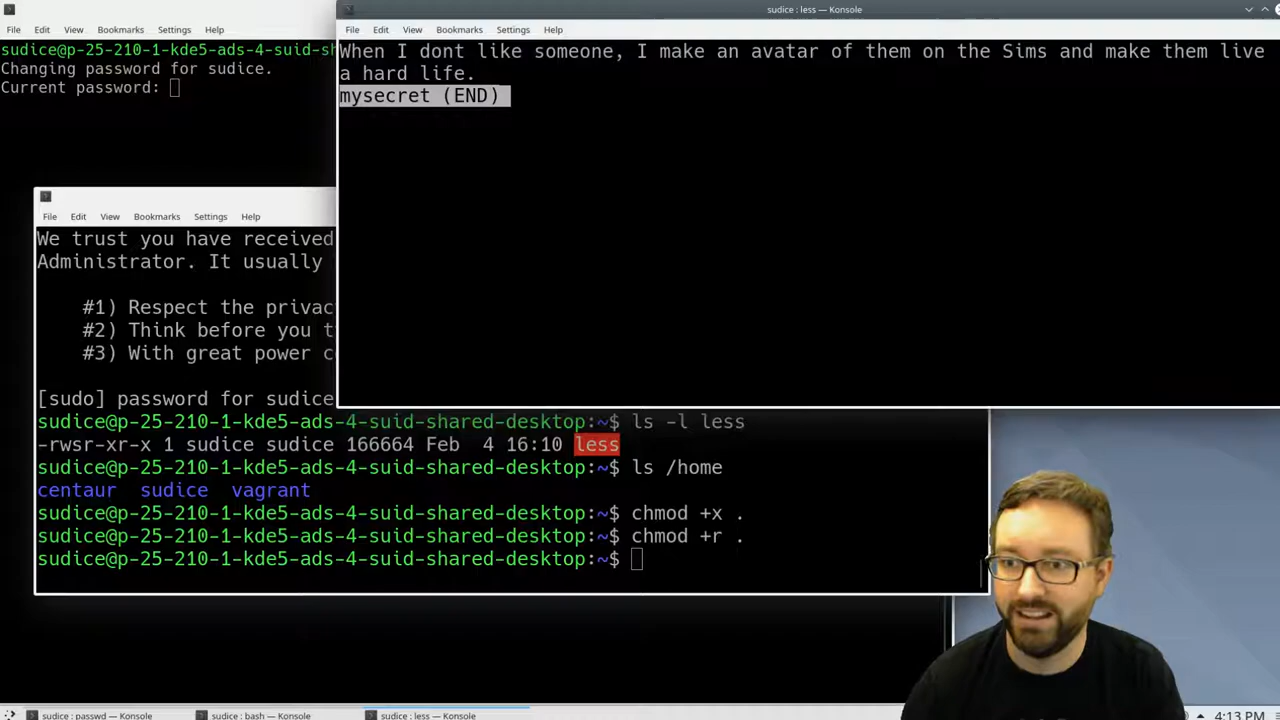 sudice : less — Konsole
File Edit View Bookmarks Settings Help
sudice@p-25-210-1-kde5-ads-4-suid-sh
Changing password for sudice.
Current password:
File Edit View Bookmarks Settings Help
When I dont like someone, I make an avatar of them on the Sims and make them live
a hard life.
mysecret (END)
File Edit View Bookmarks Settings Help
We trust you have received
Administrator. It usually
#1) Respect the privac
#2) Think before you t
#3) With great power c
[sudo] password for sudice
sudice@p-25-210-1-kde5-ads-4-suid-shared-desktop:~$ ls -l less
-rwsr-xr-x 1 sudice sudice 166664 Feb 4 16:10 less
sudice@p-25-210-1-kde5-ads-4-suid-shared-desktop:~$ ls /home
centaur sudice vagrant
sudice@p-25-210-1-kde5-ads-4-suid-shared-desktop:~$ chmod +x .
sudice@p-25-210-1-kde5-ads-4-suid-shared-desktop:~$ chmod +r .
sudice@p-25-210-1-kde5-ads-4-suid-shared-desktop:~$
sudice : passwd — Konsole sudice : bash — Konsole sudice : less — Konsole 4:13 PM